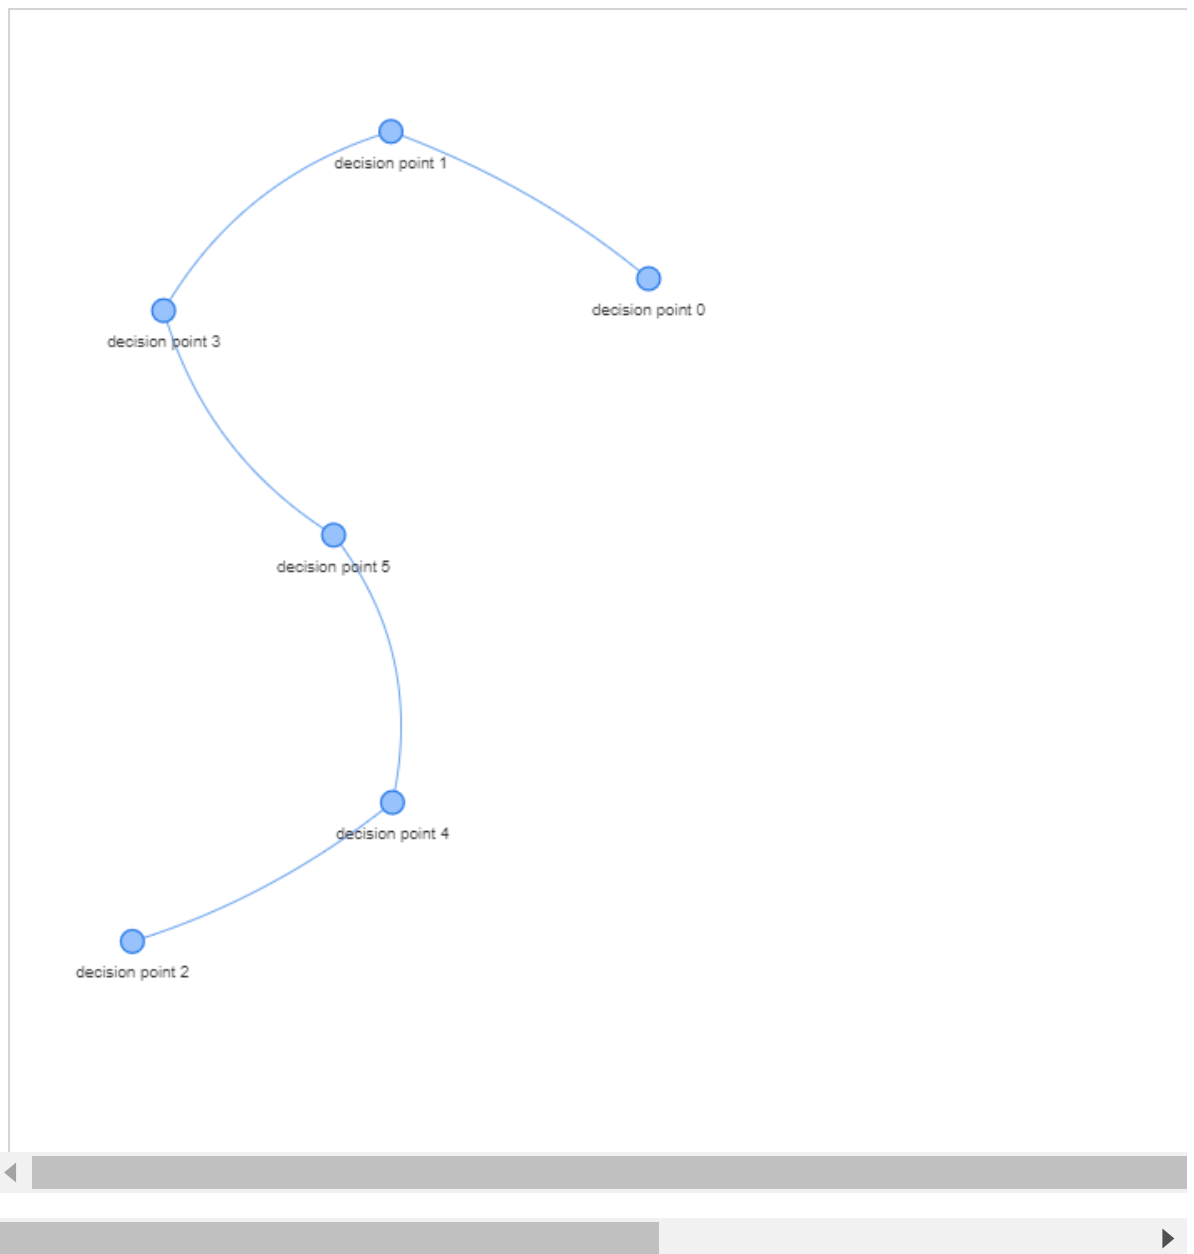 decision point 1
decision point 0
decision point 3
decision point 5
decision point 4
decision point 2